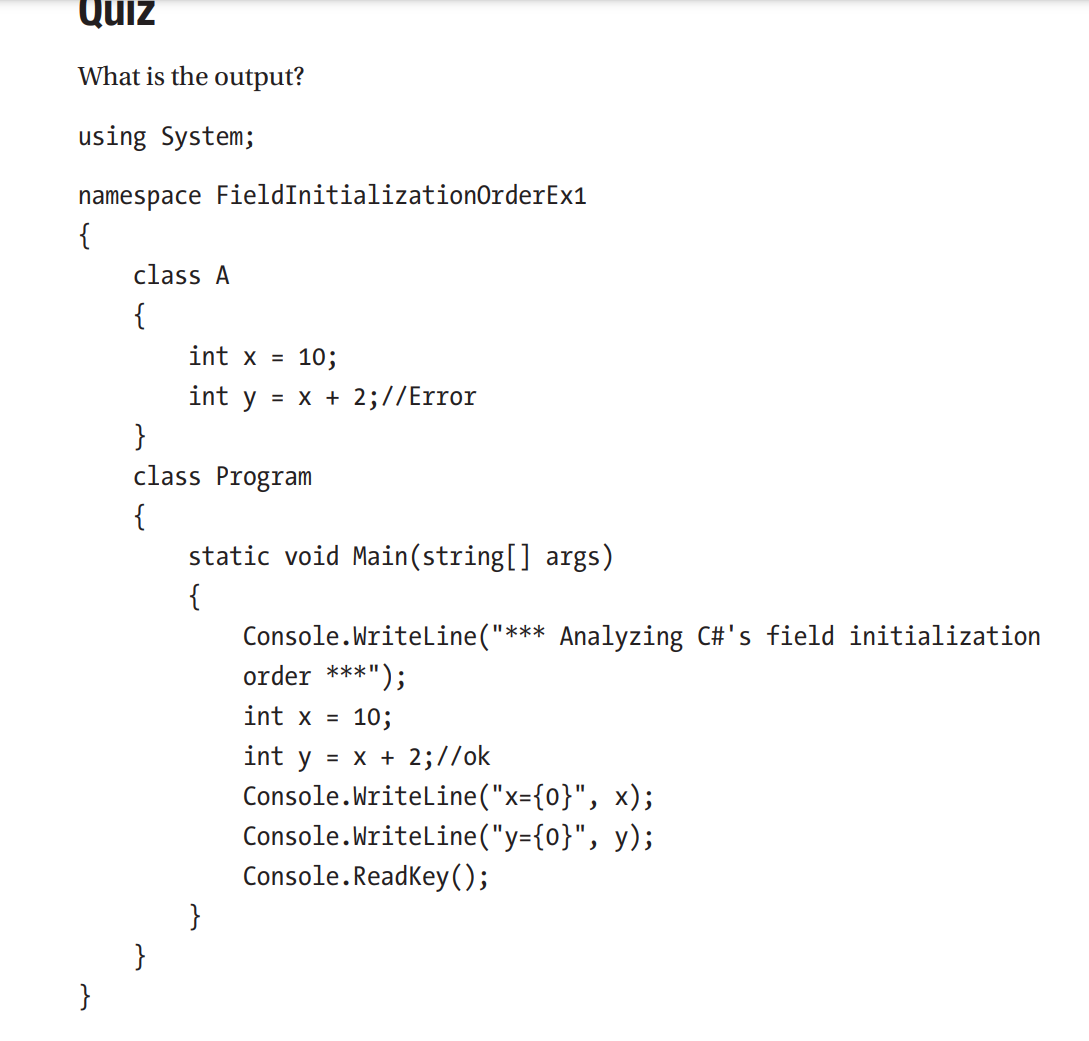 Quiz
What is the output?
using System;
namespace FieldInitializationOrderEx1
{
    class A
    {
        int x = 10;
        int y = x + 2;//Error
    }
    class Program
    {
        static void Main(string[] args)
        {
            Console.WriteLine("*** Analyzing C#'s field initialization
            order ***");
            int x = 10;
            int y = x + 2;//ok
            Console.WriteLine("x={0}", x);
            Console.WriteLine("y={0}", y);
            Console.ReadKey();
        }
    }
}